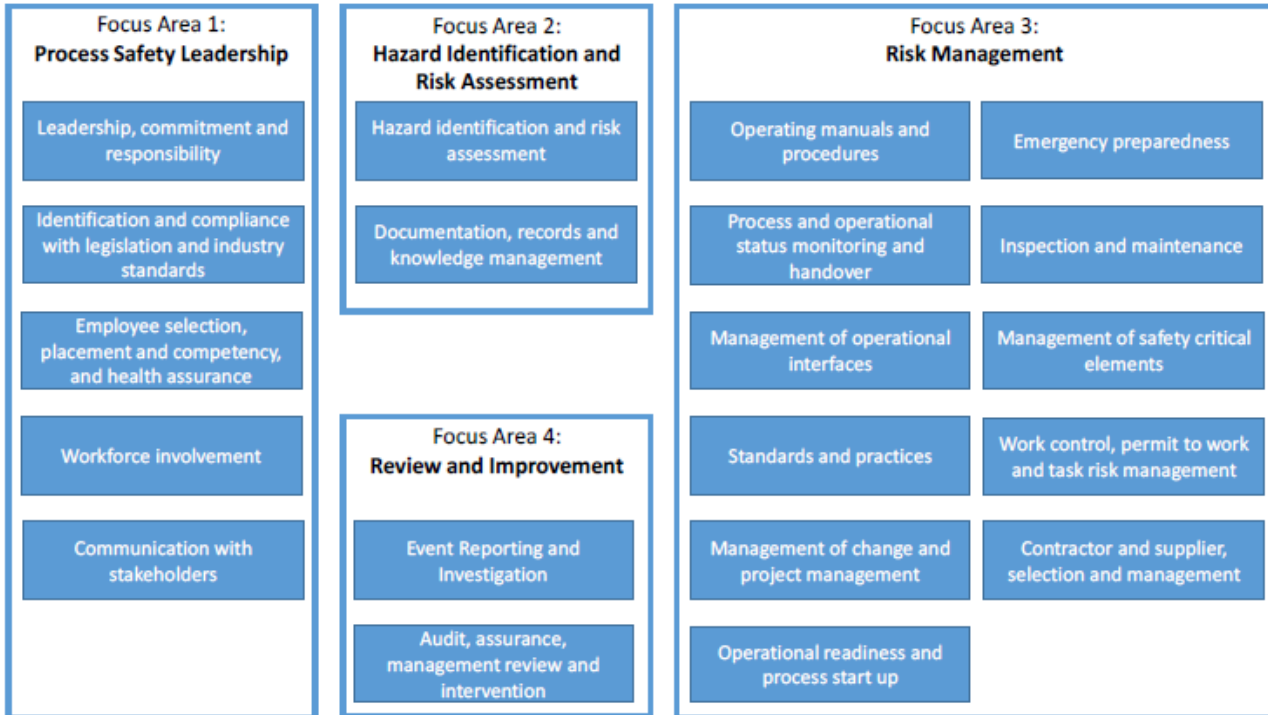 Focus Area 1:
Process Safety Leadership
Leadership, commitment and
responsibility
Identification and compliance
with legislation and industry
standards
Employee selection,
placement and competency,
and health assurance
Workforce involvement
Communication with
stakeholders
Focus Area 2:
Hazard Identification and
Risk Assessment
Hazard identification and risk
assessment
Documentation, records and
knowledge management
Focus Area 4:
Review and Improvement
Event Reporting and
Investigation
Audit, assurance,
management review and
intervention
Focus Area 3:
Risk Management
Operating manuals and
procedures
Emergency preparedness
Process and operational
status monitoring and
handover
Inspection and maintenance
Management of operational
interfaces
Management of safety critical
elements
Standards and practices
Work control, permit to work
and task risk management
Management of change and
project management
Contractor and supplier,
selection and management
Operational readiness and
process start up